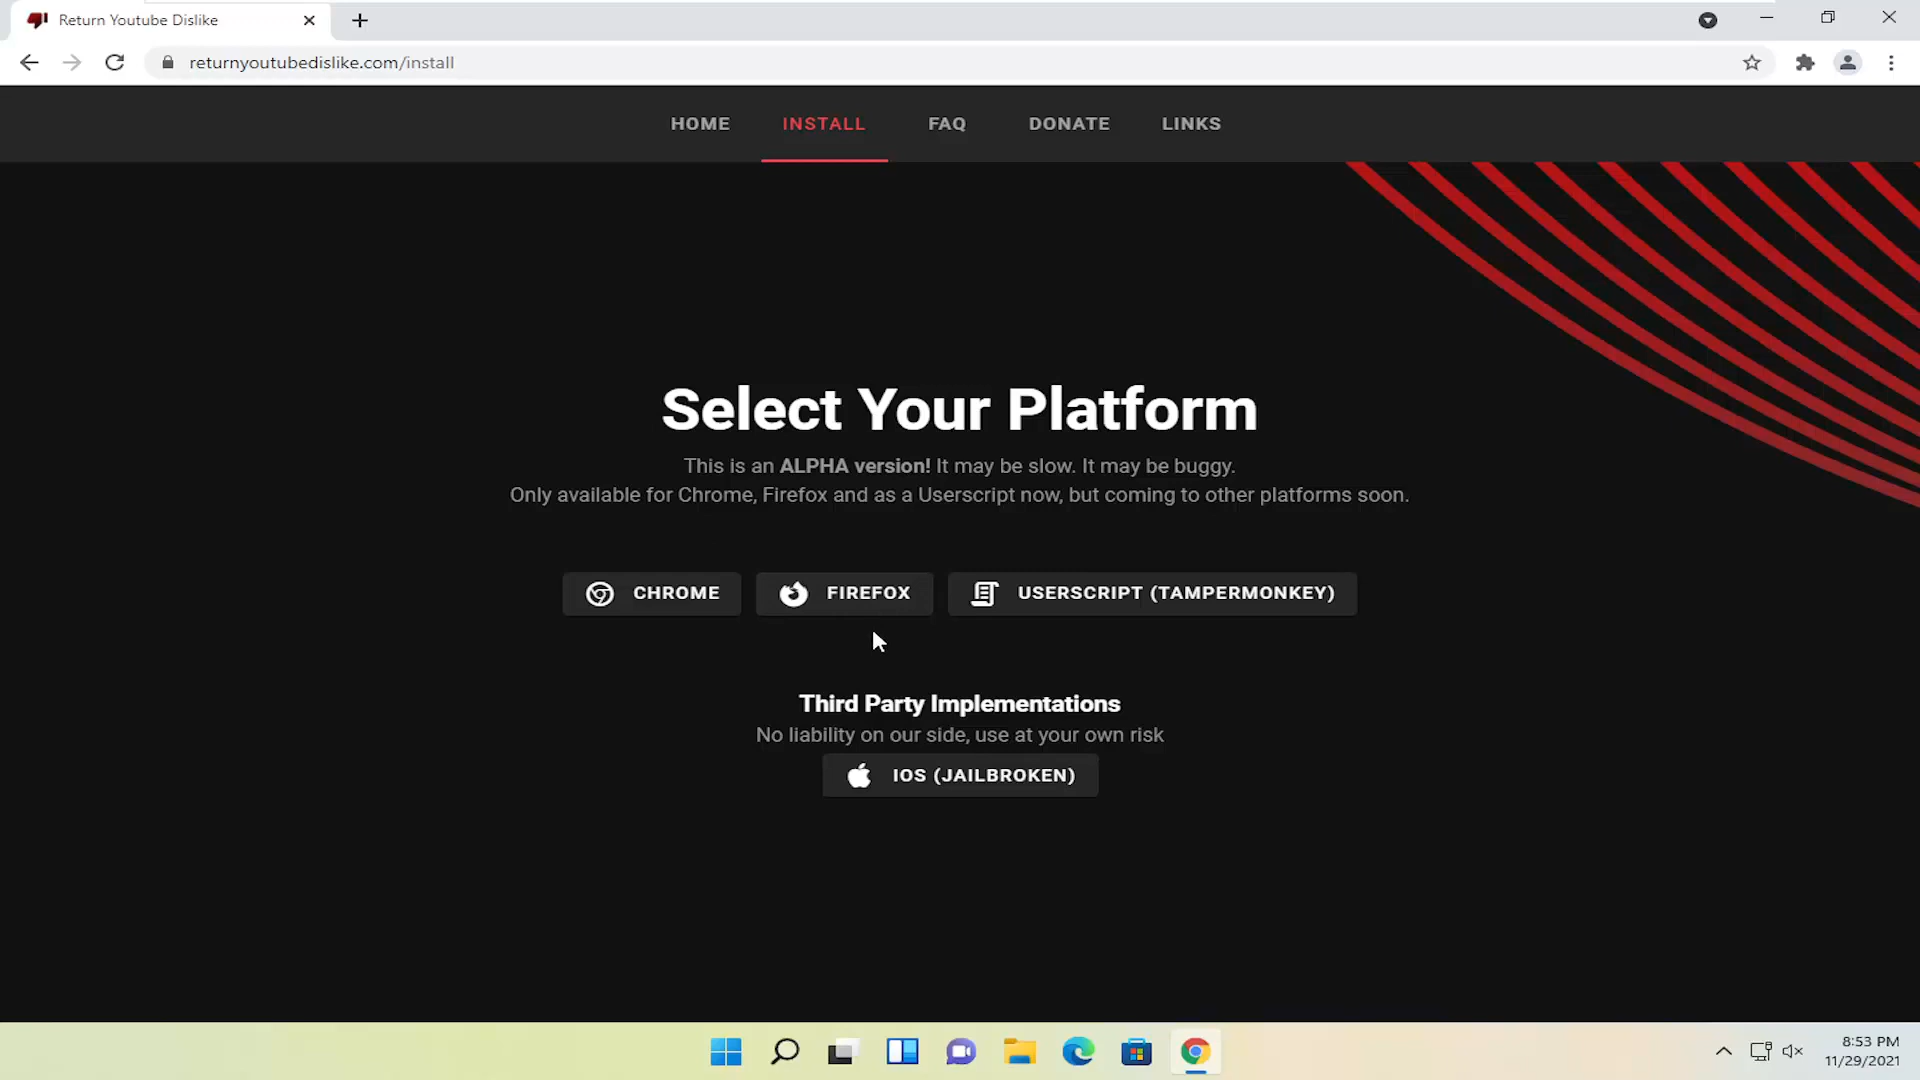 Return Youtube Dislike
returnyoutubedislike.com/install
HOME INSTALL FAQ DONATE LINKS
Select Your Platform
This is an ALPHA version! It may be slow. It may be buggy.
Only available for Chrome, Firefox and as a Userscript now, but coming to other platforms soon.
CHROME FIREFOX USERSCRIPT (TAMPERMONKEY)
Third Party Implementations
No liability on our side, use at your own risk
IOS (JAILBROKEN)
8:53 PM
11/29/2021